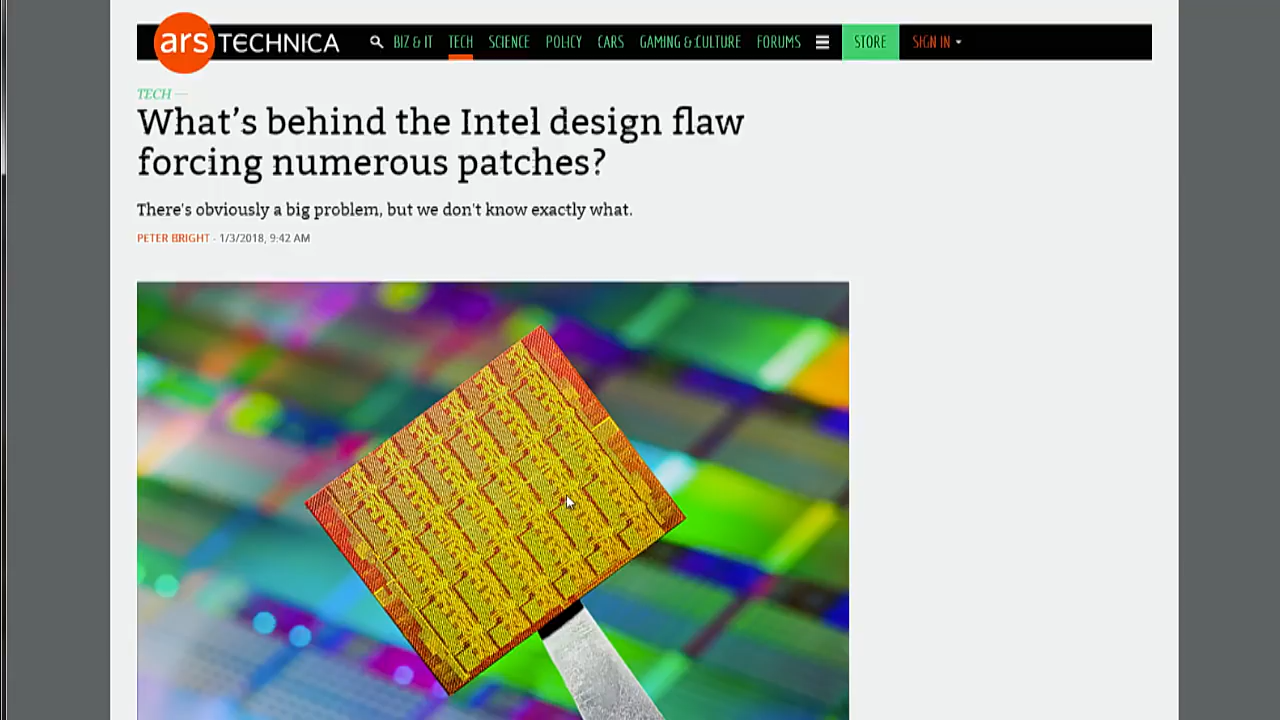 ars TECHNICA BIZ & IT TECH SCIENCE POLICY CARS GAMING & CULTURE FORUMS STORE SIGN IN
TECH —
What's behind the Intel design flaw
forcing numerous patches?
There's obviously a big problem, but we don't know exactly what.
PETER BRIGHT - 1/3/2018, 9:42 AM